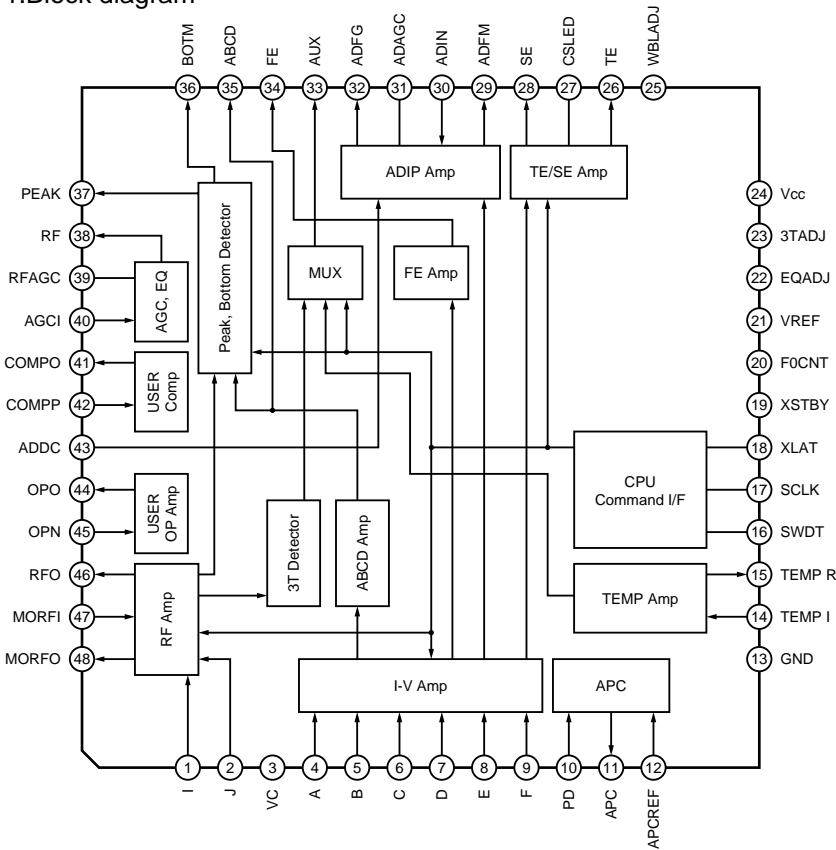 1.Block diagram
BOTM
ABCD
FE
AUX
ADFG
ADAGC
ADIN
ADFM
SE
CSLED
TE
WBLADJ
36
35
34
33
32
31
30
29
28
27
26
25
PEAK 37
RF 38
RFAGC 39
AGCI 40
COMPO 41
COMPP 42
ADDC 43
OPO 44
OPN 45
RFO 46
MORFI 47
MORFO 48
24 Vcc
23 3TADJ
22 EQADJ
21 VREF
20 F0CNT
19 XSTBY
18 XLAT
17 SCLK
16 SWDT
15 TEMP R
14 TEMP I
13 GND
ADIP Amp
TE/SE Amp
Peak, Bottom Detector
MUX
FE Amp
AGC, EQ
USER
Comp
CPU
Command I/F
USER
OP Amp
3T Detector
ABCD Amp
RF Amp
TEMP Amp
I-V Amp
APC
1
2
3
4
5
6
7
8
9
10
11
12
I
J
VC
A
B
C
D
E
F
PD
APC
APCREF